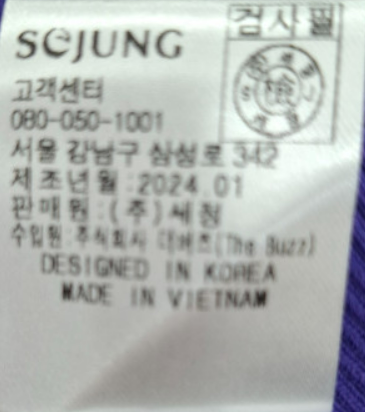 검사필
SEJUNG
檢
고객센터
080-050-1001
서울 강남구 삼성로 342
제조년월:2024.01
판매원:(주)세정
수입원:주식회사 더버즈(The Buzz)
DESIGNED IN KOREA
MADE IN VIETNAM